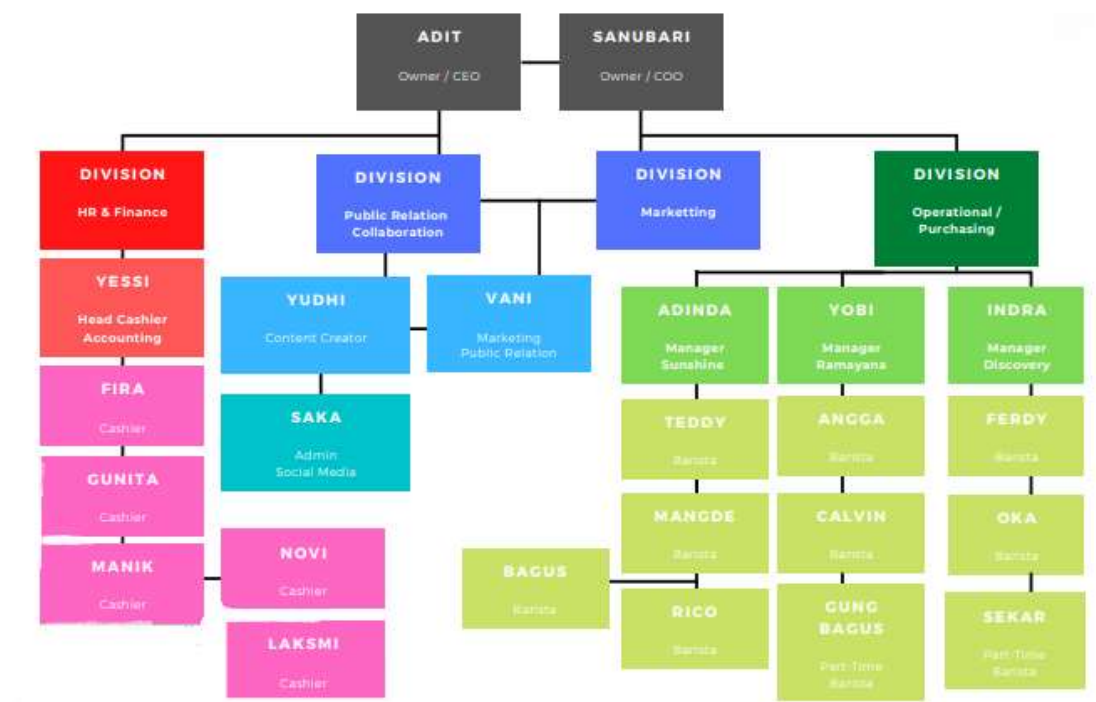 ADIT
Owner / CEO
SANUBARI
Owner / COO
DIVISION
HR & Finance
DIVISION
Public Relation
Collaboration
DIVISION
Marketting
DIVISION
Operational /
Purchasing
YESSI
Head Cashier
Accounting
YUDHI
Content Creator
VANI
Marketing
Public Relation
ADINDA
Manager
Sunshine
YOBI
Manager
Ramayana
INDRA
Manager
Discovery
FIRA
Cashier
SAKA
Admin
Social Media
TEDDY
Barista
ANGGA
Barista
FERDY
Barista
GUNITA
Cashier
MANGDE
Barista
CALVIN
Barista
OKA
Barista
MANIK
Cashier
NOVI
Cashier
BAGUS
Barista
RICO
Barista
GUNG
BAGUS
Part-Time
Barista
SEKAR
Part-Time
Barista
LAKSMI
Cashier